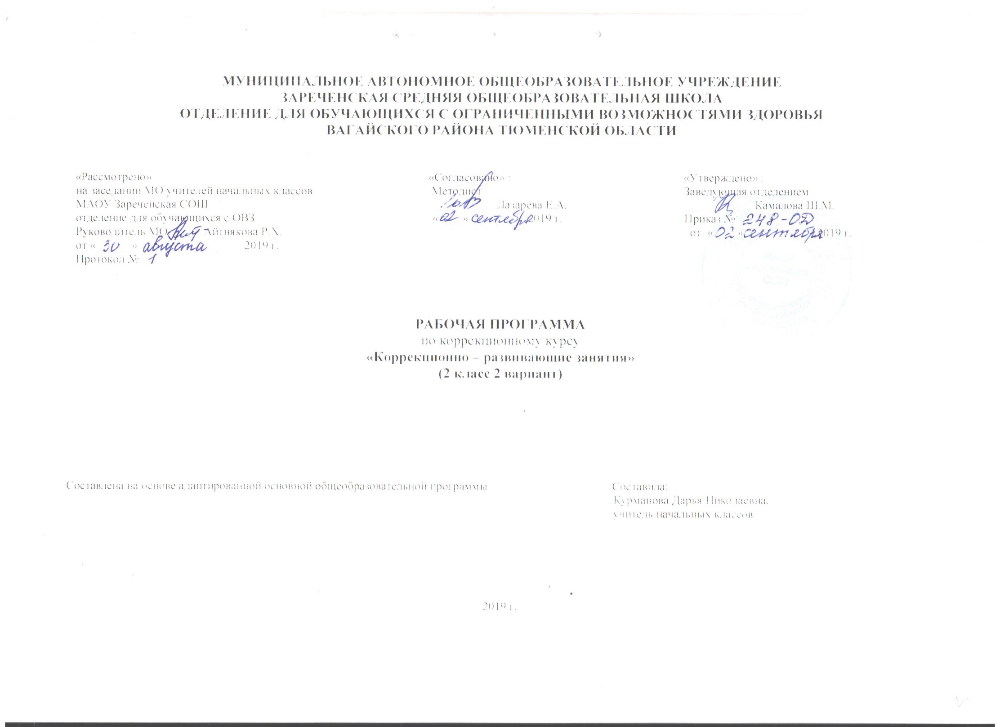 МУНИЦИПАЛЬНОЕ АВТОНОМНОЕ ОБЩЕОБРАЗОВАТЕЛЬНОЕ УЧРЕЖДЕНИЕ
ЗАРЕЧЕНСКАЯ СРЕДНЯЯ ОБЩЕОБРАЗОВАТЕЛЬНАЯ ШКОЛА
ОТДЕЛЕНИЕ ДЛЯ ОБУЧАЮЩИХСЯ С ОГРАНИЧЕННЫМИ ВОЗМОЖНОСТЯМИ ЗДОРОВЬЯ
ВАГАЙСКОГО РАЙОНА ТЮМЕНСКОЙ ОБЛАСТИ
«Рассмотрено»
на заседании МО учителей начальных классов
МАОУ Зареченская СОШ
отделение для обучающихся с ОВЗ
Руководитель МО Айтнякова Р.Х.
от « 30 » августа 2019 г.
Протокол № 1
«Согласовано» :
Методист
Лазарева Е.А.
« 02 » сентября 2019 г.
«Утверждено» :
Заведующая отделением
Камалова Ш.М.
Приказ № 248-ОД
от « 02 » сентября 2019 г.
РАБОЧАЯ ПРОГРАММА
по коррекционному курсу
«Коррекционно – развивающие занятия»
(2 класс 2 вариант)
Составлена на основе адаптированной основной общеобразовательной программы
Составила:
Курманова Дарья Николаевна,
учитель начальных классов
2019 г.